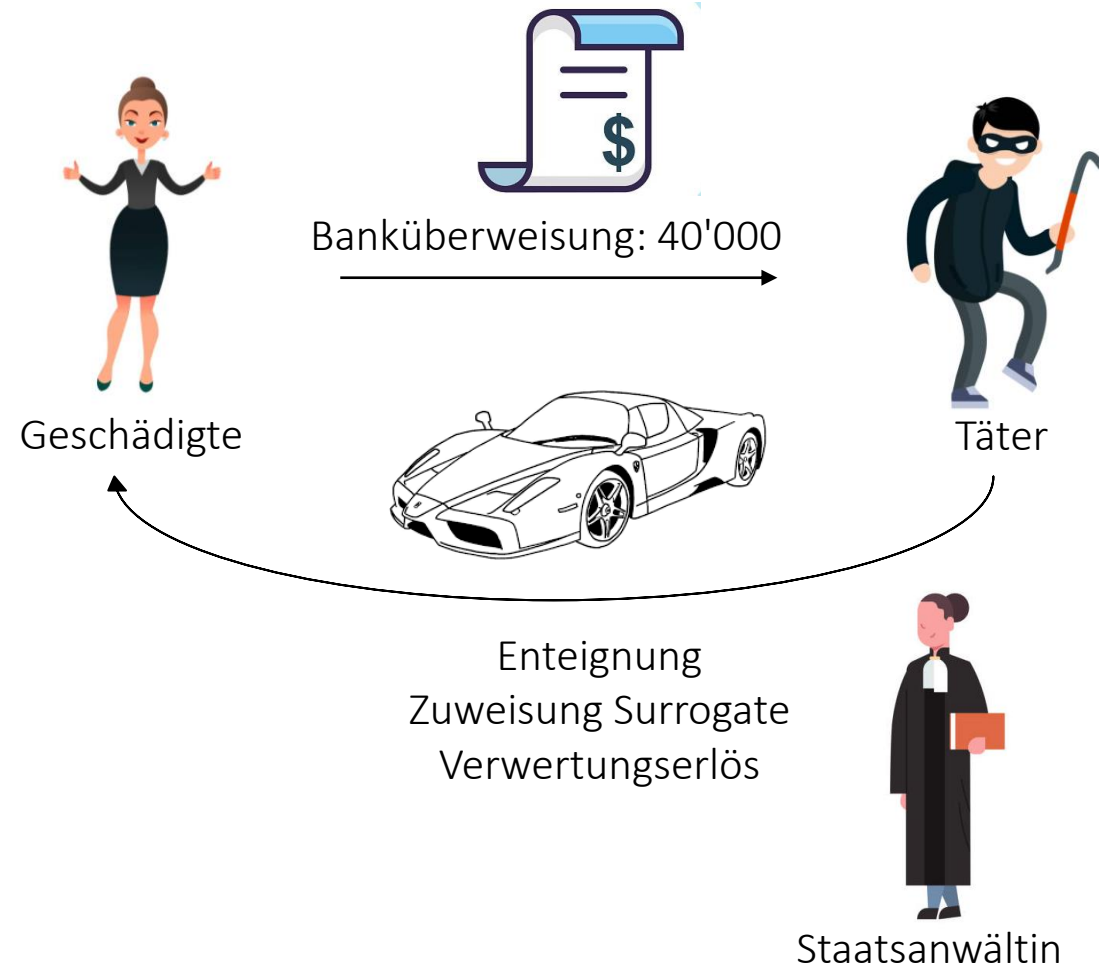 $
Banküberweisung: 40'000
Geschädigte
Täter
Enteignung
Zuweisung Surrogate
Verwertungserlös
Staatsanwältin